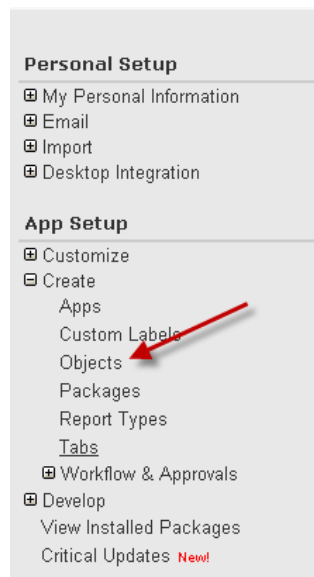 Personal Setup
My Personal Information
Email
Import
Desktop Integration
App Setup
Customize
Create
Apps
Custom Labels
Objects
Packages
Report Types
Tabs
Workflow & Approvals
Develop
View Installed Packages
Critical Updates New!